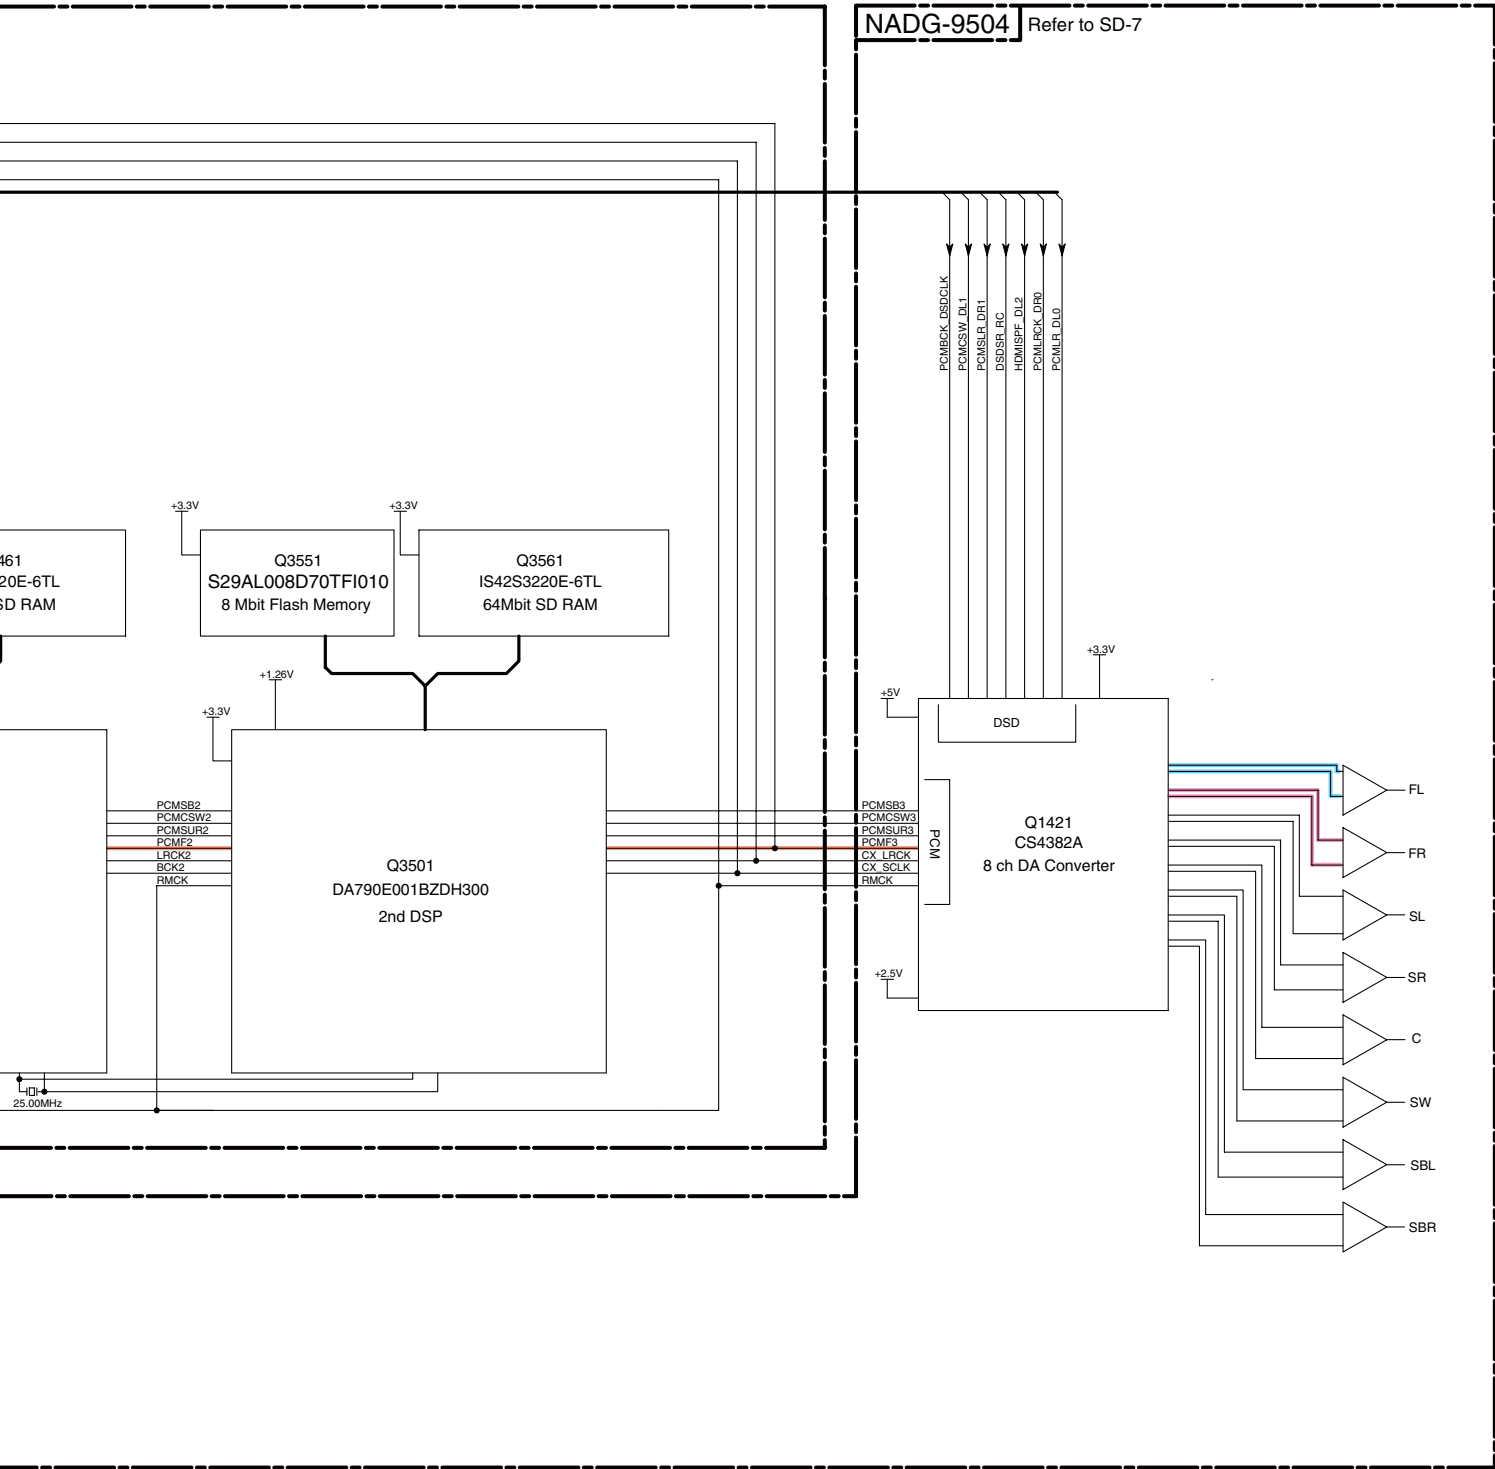 NADG-9504 Refer to SD-7
PCMBCK_DSDCLK
PCMCSW_DL1
PCMSLR_DR1
DSDSR_RC
HDMISPF_DL2
PCMLRCK_DR0
PCMLR_DL0
+3.3V
+3.3V
461
20E-6TL
SD RAM
Q3551
S29AL008D70TFI010
8 Mbit Flash Memory
Q3561
IS42S3220E-6TL
64Mbit SD RAM
+1.26V
+3.3V
PCMSB2
PCMCSW2
PCMSUR2
PCMF2
LRCK2
BCK2
RMCK
Q3501
DA790E001BZDH300
2nd DSP
25.00MHz
+5V
+3.3V
DSD
PCMSB3
PCMCSW3
PCMSUR3
PCMF3
CX_LRCK
CX_SCLK
RMCK
PCM
Q1421
CS4382A
8 ch DA Converter
+2.5V
FL
FR
SL
SR
C
SW
SBL
SBR